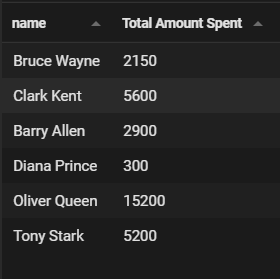 name Total Amount Spent
Bruce Wayne 2150
Clark Kent 5600
Barry Allen 2900
Diana Prince 300
Oliver Queen 15200
Tony Stark 5200